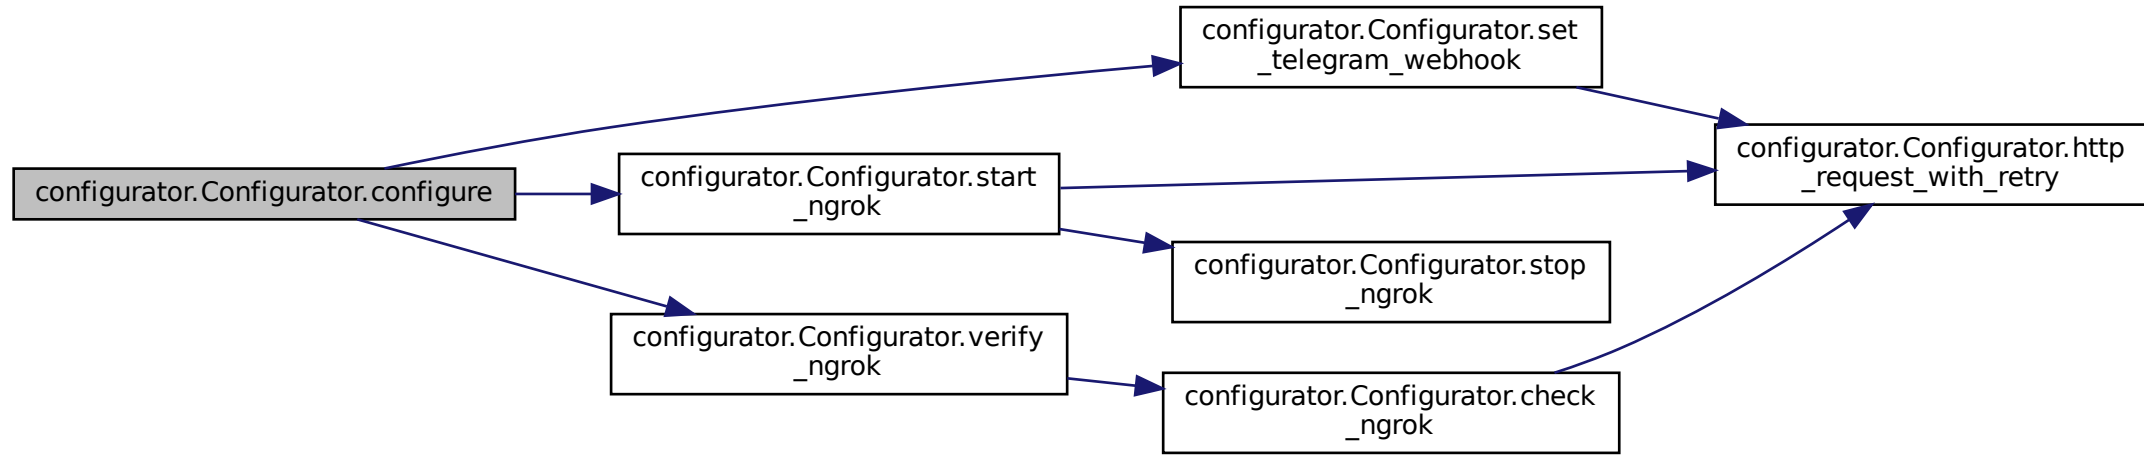 configurator.Configurator.configure
configurator.Configurator.set
_telegram_webhook
configurator.Configurator.start
_ngrok
configurator.Configurator.verify
_ngrok
configurator.Configurator.stop
_ngrok
configurator.Configurator.check
_ngrok
configurator.Configurator.http
_request_with_retry